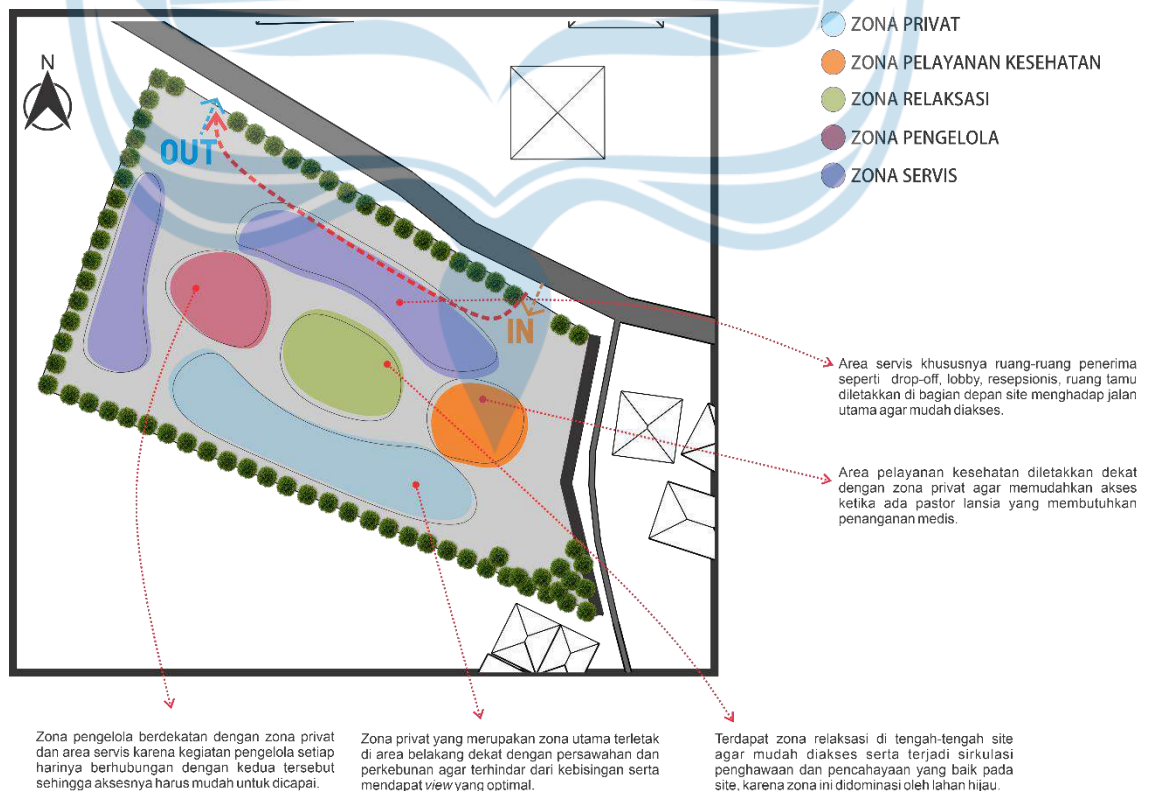 ZONA PRIVAT
ZONA PELAYANAN KESEHATAN
ZONA RELAKSASI
ZONA PENGELOLA
ZONA SERVIS
N
OUT
IN
Area servis khususnya ruang-ruang penerima
seperti drop-off, lobby, resepsionis, ruang tamu
diletakkan di bagian depan site menghadap jalan
utama agar mudah diakses.
Area pelayanan kesehatan diletakkan dekat
dengan zona privat agar memudahkan akses
ketika ada pastor lansia yang membutuhkan
penanganan medis.
Zona pengelola berdekatan dengan zona privat
dan area servis karena kegiatan pengelola setiap
harinya berhubungan dengan kedua tersebut
sehingga aksesnya harus mudah untuk dicapai.
Zona privat yang merupakan zona utama terletak
di area belakang dekat dengan persawahan dan
perkebunan agar terhindar dari kebisingan serta
mendapat view yang optimal.
Terdapat zona relaksasi di tengah-tengah site
agar mudah diakses serta terjadi sirkulasi
penghawaan dan pencahayaan yang baik pada
site, karena zona ini didominasi oleh lahan hijau.